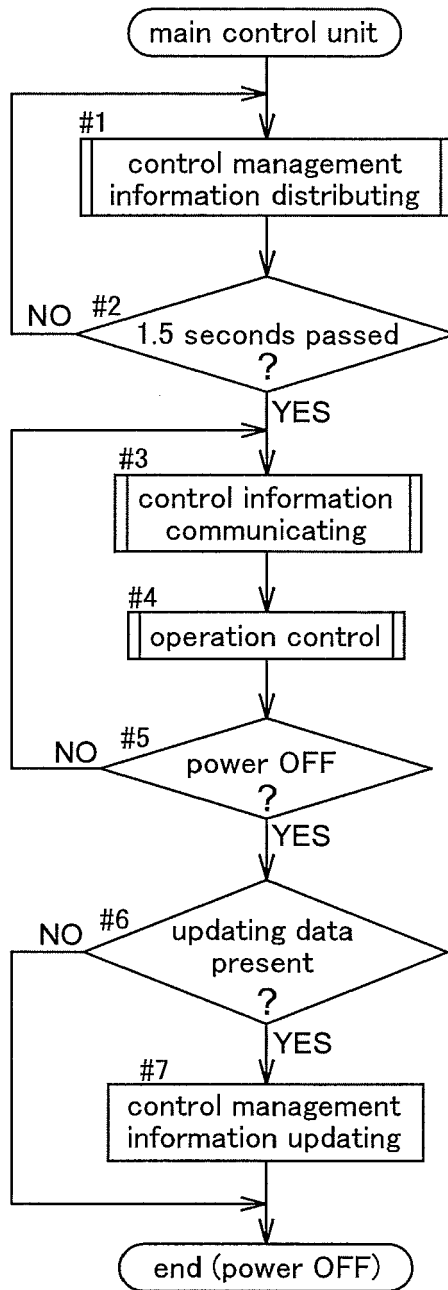 main control unit
#1
control management
information distributing
NO
#2
1.5 seconds passed
?
YES
#3
control information
communicating
#4
operation control
NO
#5
power OFF
?
YES
NO
#6
updating data
present
?
YES
#7
control management
information updating
end (power OFF)